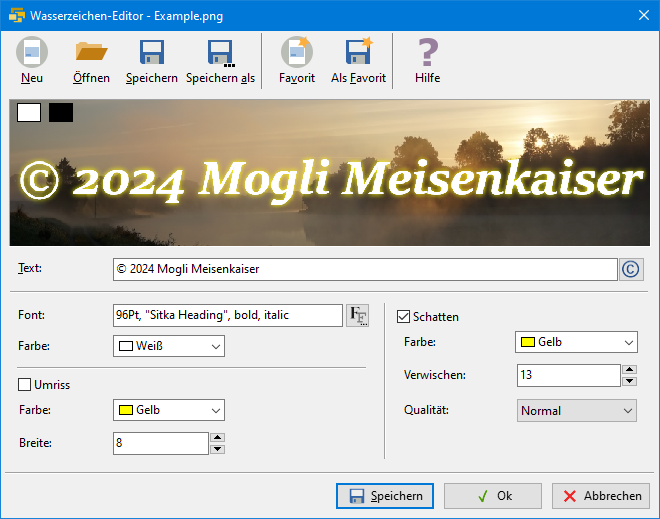 Wasserzeichen-Editor - Example.png
Neu Öffnen Speichern Speichern als Favorit Als Favorit Hilfe
© 2024 Mogli Meisenkaiser
Text: © 2024 Mogli Meisenkaiser ©
Font: 96Pt, "Sitka Heading", bold, italic
Farbe: Weiß
Umriss
Farbe: Gelb
Breite: 8
Schatten
Farbe: Gelb
Verwischen: 13
Qualität: Normal
Speichern Ok Abbrechen